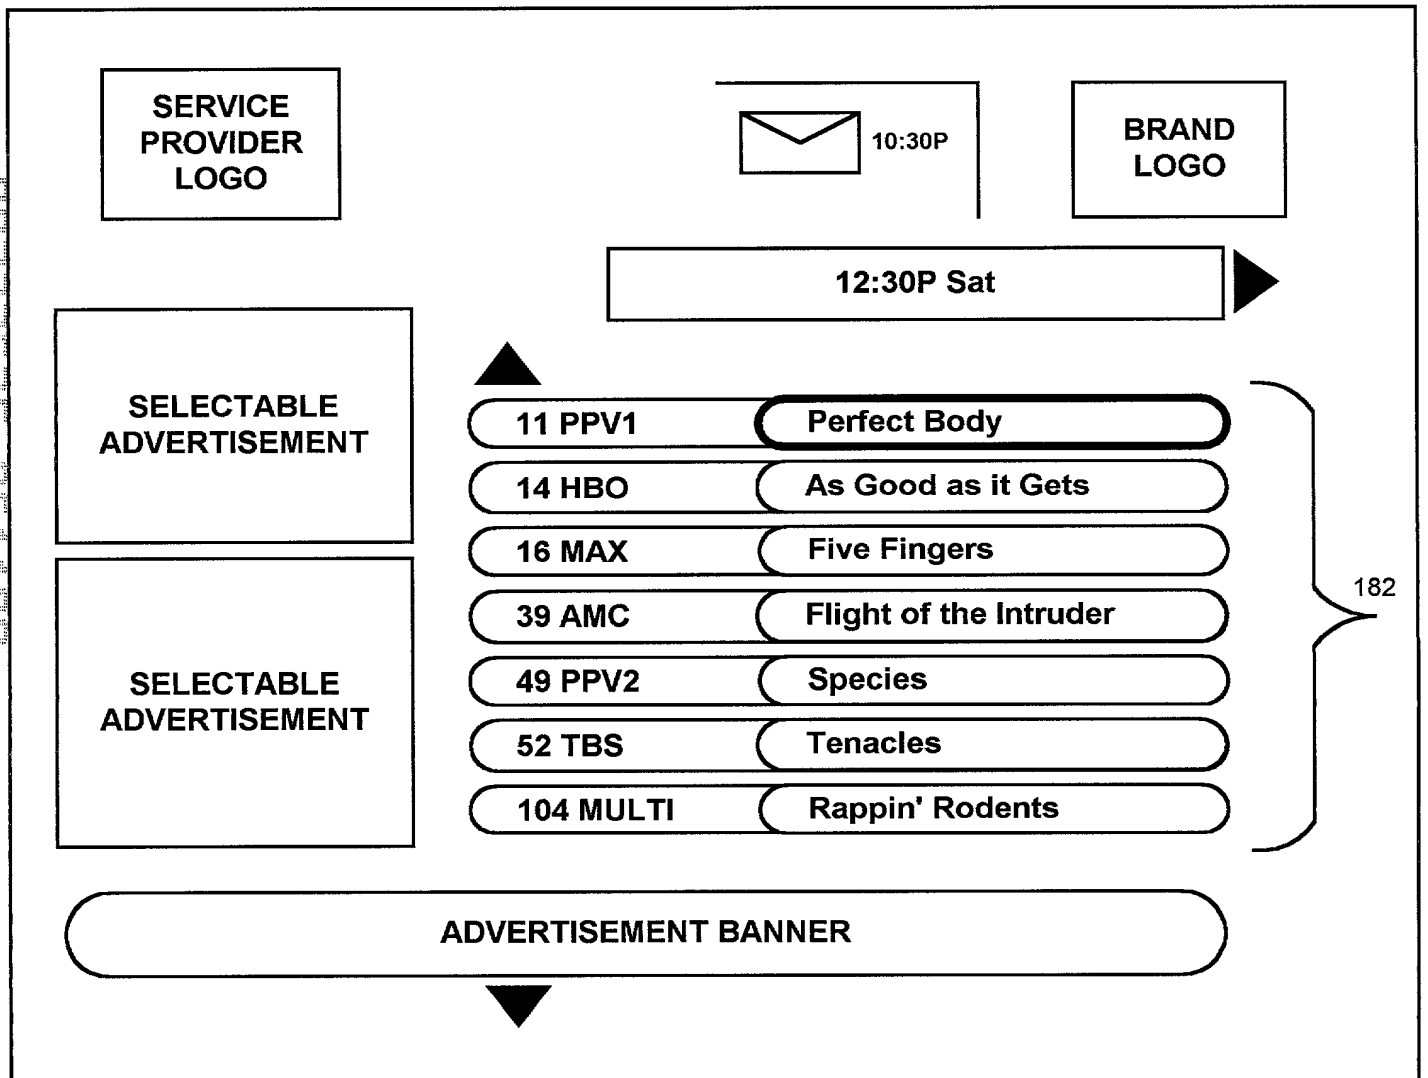 SERVICE
PROVIDER
LOGO
10:30P
BRAND
LOGO
12:30P Sat
SELECTABLE
ADVERTISEMENT
11 PPV1 Perfect Body
14 HBO As Good as it Gets
16 MAX Five Fingers
39 AMC Flight of the Intruder
182
SELECTABLE
ADVERTISEMENT
49 PPV2 Species
52 TBS Tenacles
104 MULTI Rappin' Rodents
ADVERTISEMENT BANNER